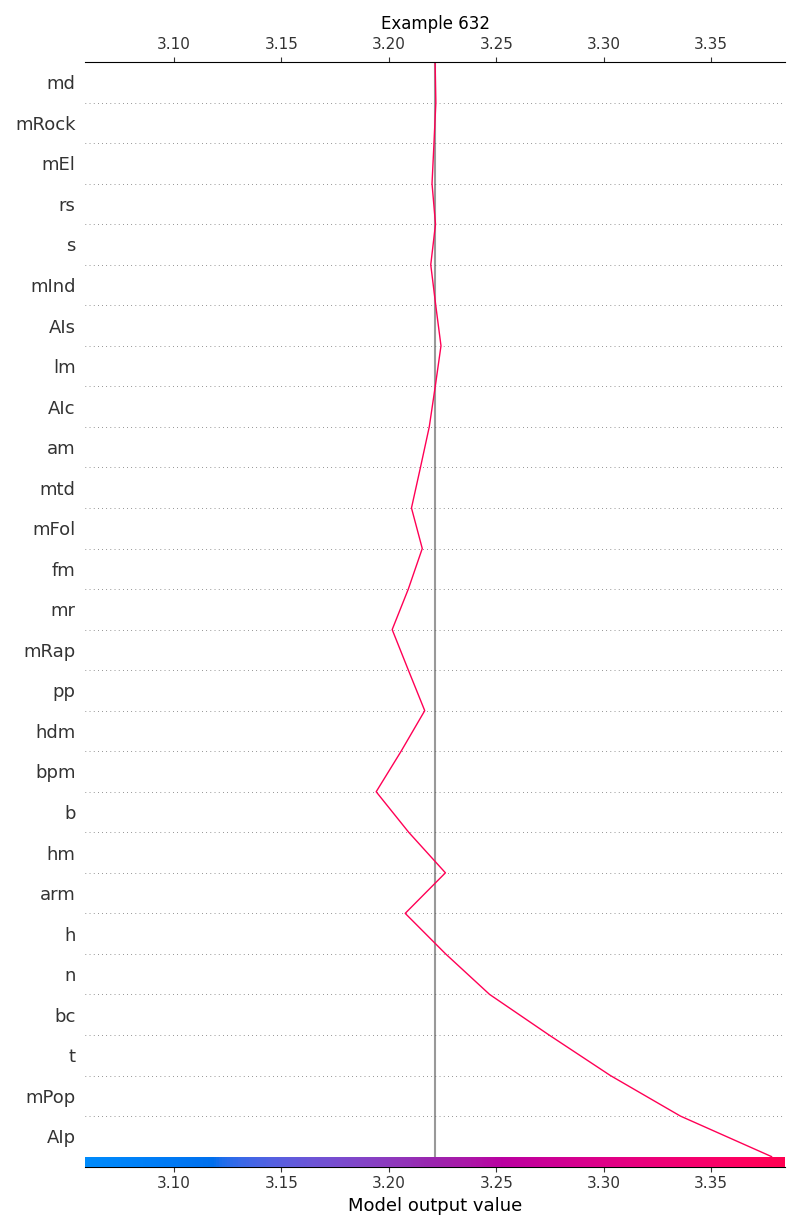 Example 632
3.10 3.15 3.20 3.25 3.30 3.35
md
mRock
mEl
rs
s
mInd
AIs
lm
AIc
am
mtd
mFol
fm
mr
mRap
pp
hdm
bpm
b
hm
arm
h
n
bc
t
mPop
AIp
3.10 3.15 3.20 3.25 3.30 3.35
Model output value